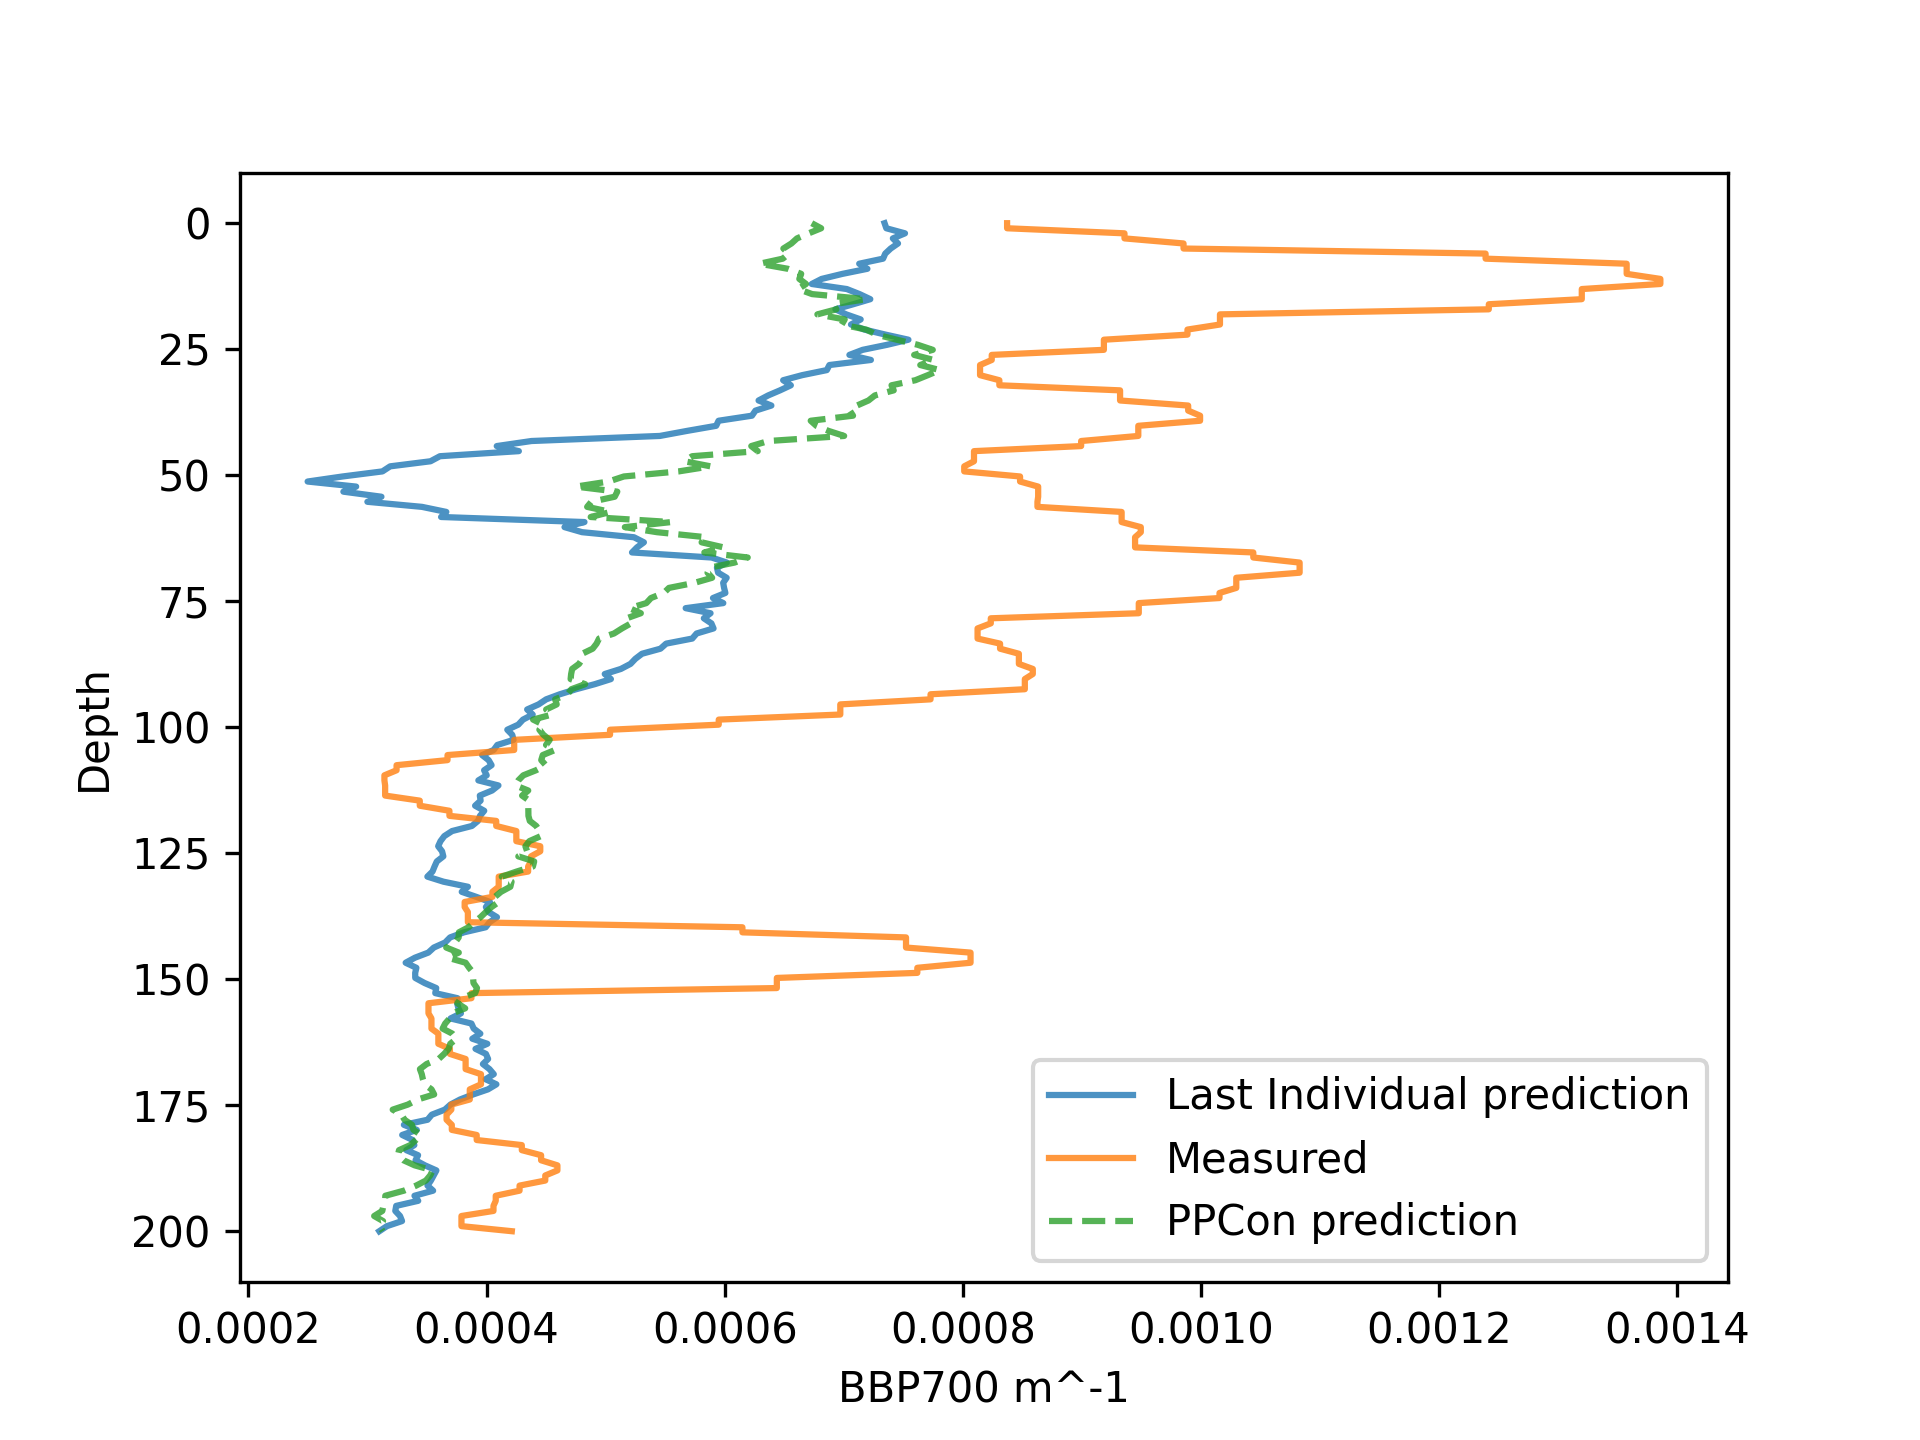 0
25
50
75
100
125
150
175
200
Depth
0.0002 0.0004 0.0006 0.0008 0.0010 0.0012 0.0014
BBP700 m^-1
Last Individual prediction
Measured
PPCon prediction